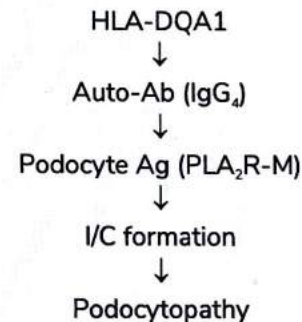 HLA-DQA1
↓
Auto-Ab (IgG₄)
↓
Podocyte Ag (PLA₂R-M)
↓
I/C formation
↓
Podocytopathy